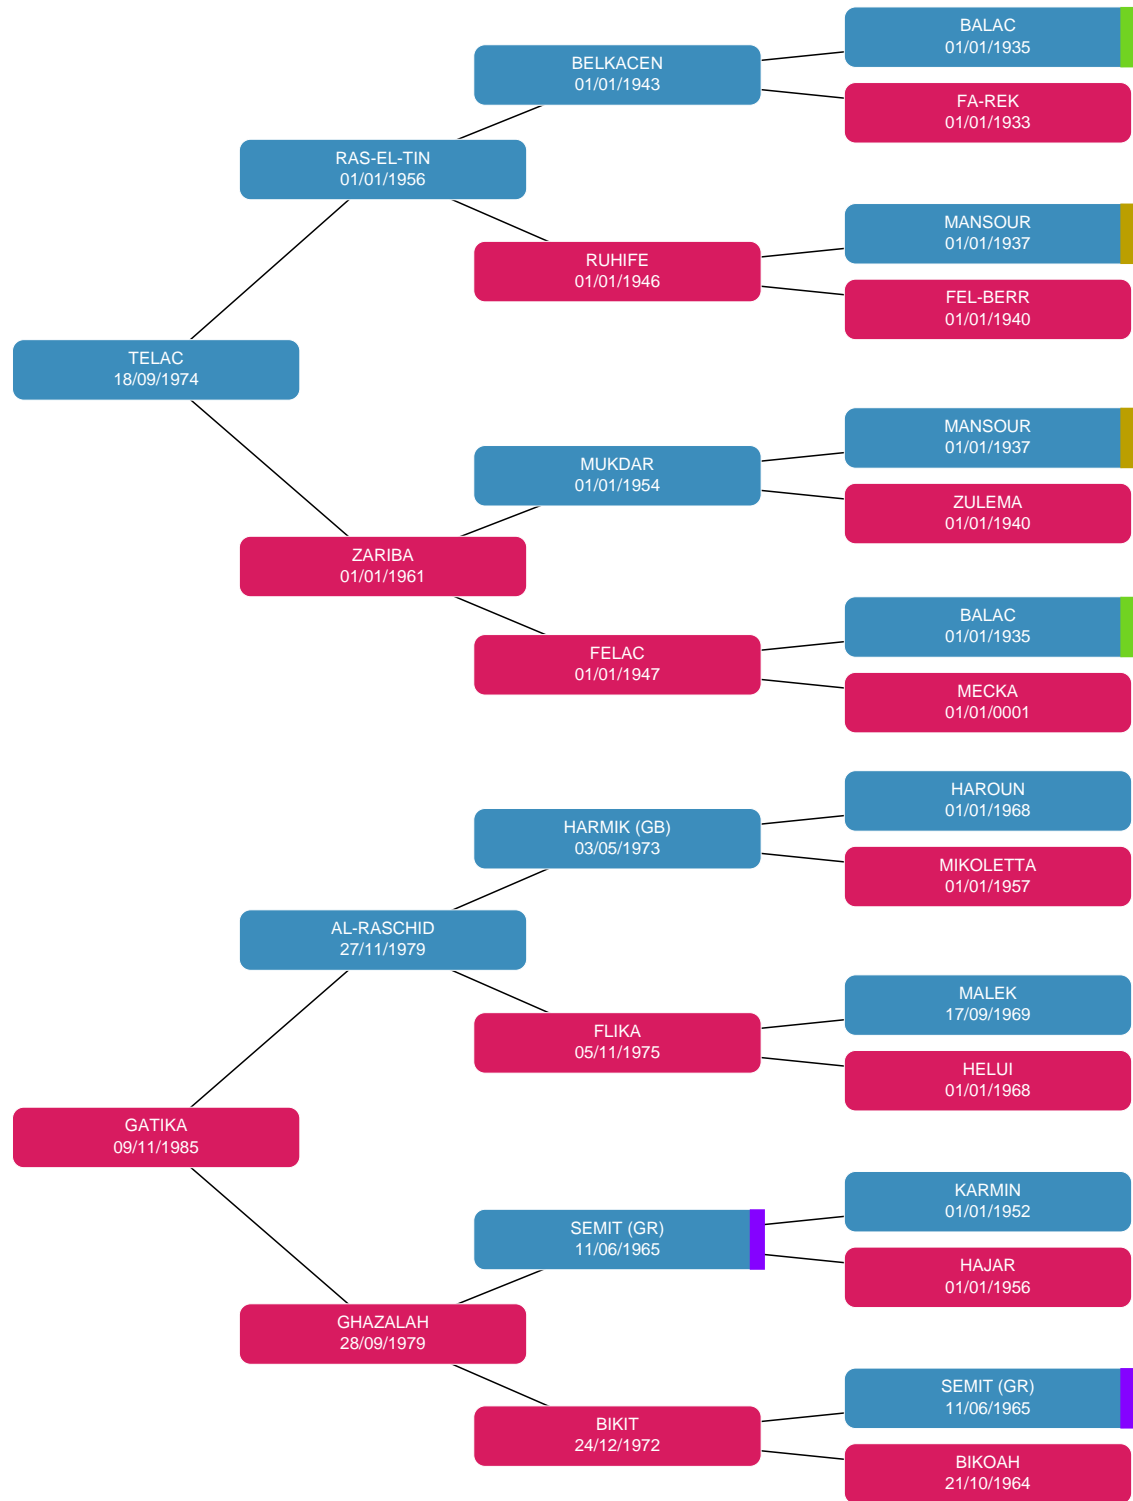 BALAC
01/01/1935
BELKACEN
01/01/1943
FA-REK
01/01/1933
RAS-EL-TIN
01/01/1956
MANSOUR
01/01/1937
RUHIFE
01/01/1946
FEL-BERR
01/01/1940
TELAC
18/09/1974
MANSOUR
01/01/1937
MUKDAR
01/01/1954
ZULEMA
01/01/1940
ZARIBA
01/01/1961
BALAC
01/01/1935
FELAC
01/01/1947
MECKA
01/01/0001
HAROUN
01/01/1968
HARMIK (GB)
03/05/1973
MIKOLETTA
01/01/1957
AL-RASCHID
27/11/1979
MALEK
17/09/1969
FLIKA
05/11/1975
HELUI
01/01/1968
GATIKA
09/11/1985
KARMIN
01/01/1952
SEMIT (GR)
11/06/1965
HAJAR
01/01/1956
GHAZALAH
28/09/1979
SEMIT (GR)
11/06/1965
BIKIT
24/12/1972
BIKOAH
21/10/1964